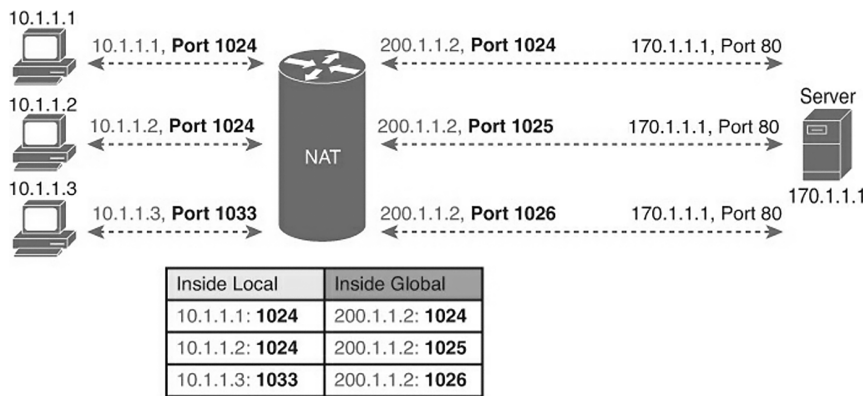 10.1.1.1
10.1.1.1, Port 1024
200.1.1.2, Port 1024
170.1.1.1, Port 80
10.1.1.2
10.1.1.2, Port 1024
NAT
200.1.1.2, Port 1025
170.1.1.1, Port 80
Server
170.1.1.1
10.1.1.3
10.1.1.3, Port 1033
200.1.1.2, Port 1026
170.1.1.1, Port 80
Inside Local Inside Global
10.1.1.1: 1024 200.1.1.2: 1024
10.1.1.2: 1024 200.1.1.2: 1025
10.1.1.3: 1033 200.1.1.2: 1026